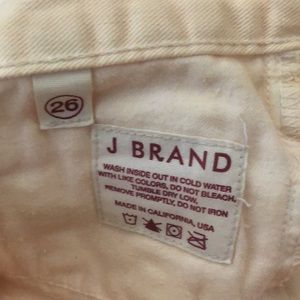 26
J BRAND
WASH INSIDE OUT IN COLD WATER
WITH LIKE COLORS, DO NOT BLEACH,
TUMBLE DRY LOW,
REMOVE PROMPTLY, DO NOT IRON
MADE IN CALIFORNIA, USA